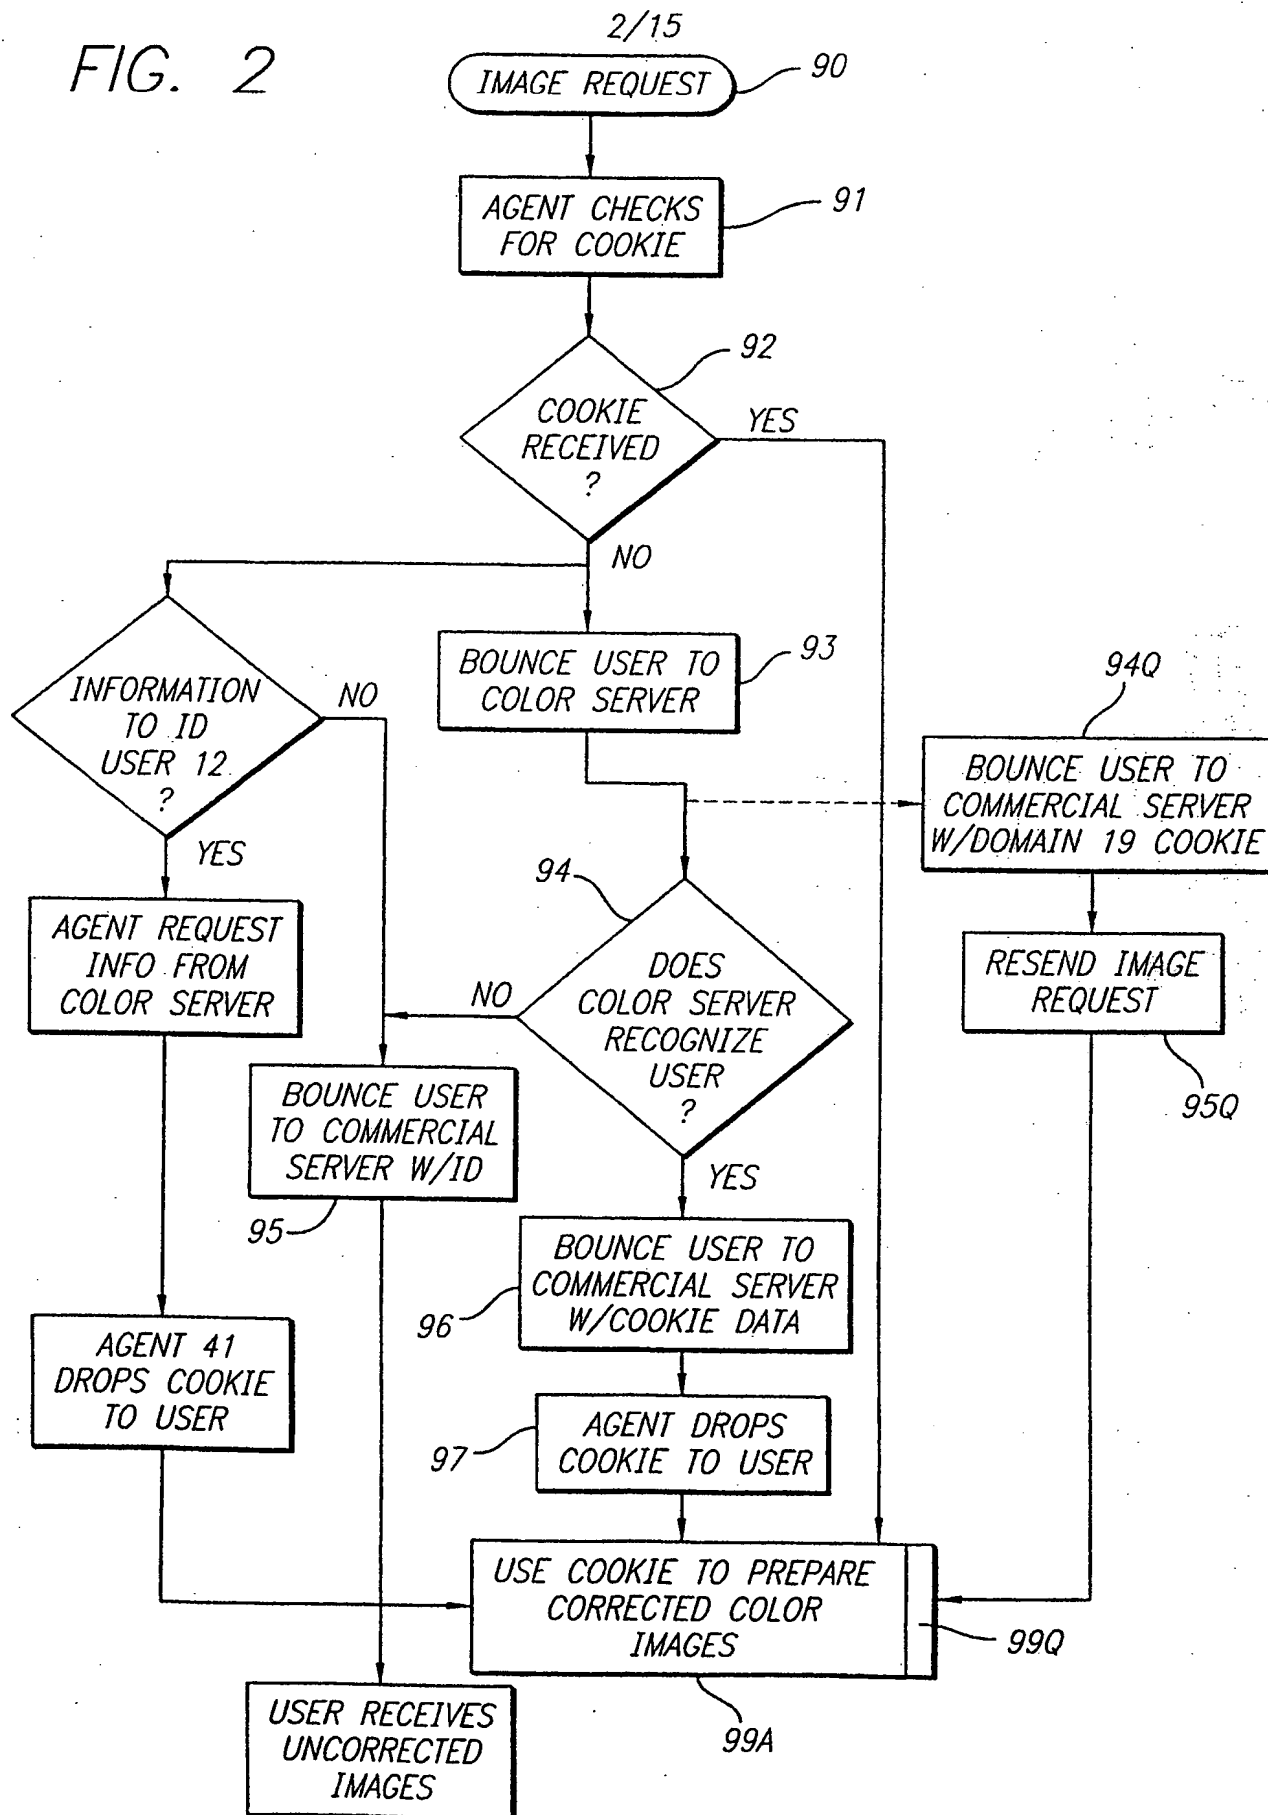 2/15
FIG. 2
IMAGE REQUEST
90
AGENT CHECKS
FOR COOKIE
91
92
COOKIE
RECEIVED
?
YES
NO
INFORMATION
TO ID
USER 12
?
NO
YES
BOUNCE USER TO
COLOR SERVER
93
94Q
BOUNCE USER TO
COMMERCIAL SERVER
W/DOMAIN 19 COOKIE
94
DOES
COLOR SERVER
RECOGNIZE
USER
?
NO
YES
AGENT REQUEST
INFO FROM
COLOR SERVER
RESEND IMAGE
REQUEST
95Q
BOUNCE USER
TO COMMERCIAL
SERVER W/ID
95
BOUNCE USER TO
COMMERCIAL SERVER
W/COOKIE DATA
96
AGENT 41
DROPS COOKIE
TO USER
AGENT DROPS
COOKIE TO USER
97
USE COOKIE TO PREPARE
CORRECTED COLOR
IMAGES
99Q
99A
USER RECEIVES
UNCORRECTED
IMAGES